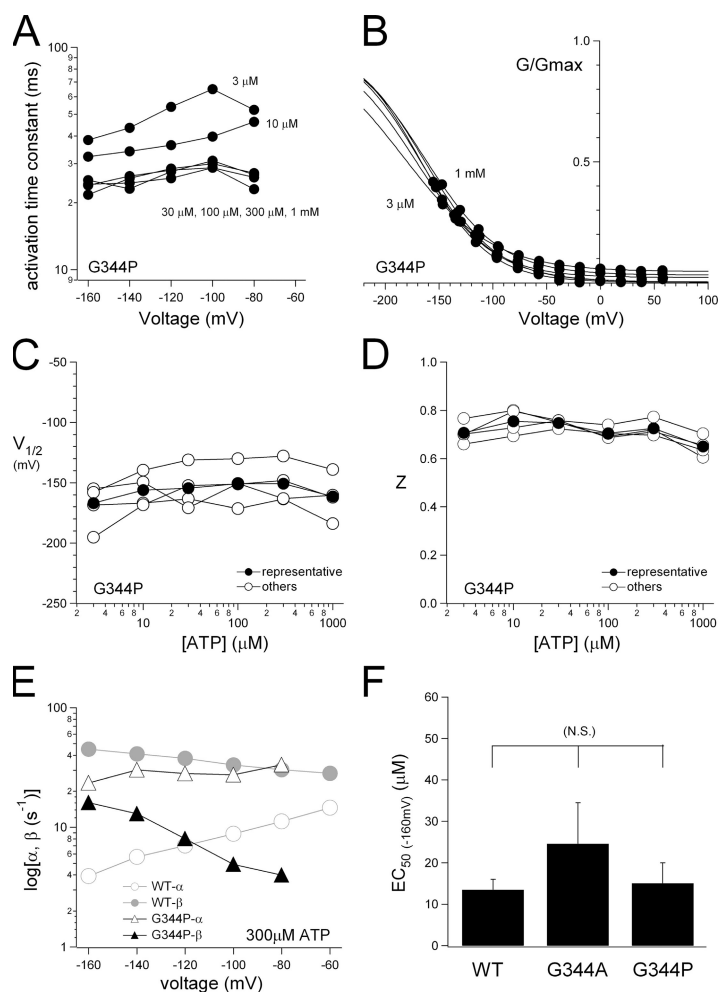 A
activation time constant (ms)
100
9
8
7
6
5
4
3
2
10
9
3 μM
10 μM
30 μM, 100 μM, 300 μM, 1 mM
G344P
-160 -140 -120 -100 -80 -60
Voltage (mV)
B
G/Gmax
1.0
0.5
1 mM
3 μM
G344P
-200 -150 -100 -50 0 50 100
Voltage (mV)
C
V1/2
(mV)
-50
-100
-150
-200
-250
representative
others
G344P
2 4 6 8 10 2 4 6 8 100 2 4 6 8 1000
[ATP] (μM)
D
Z
1.0
0.8
0.6
0.4
0.2
0.0
representative
others
G344P
2 4 6 8 10 2 4 6 8 100 2 4 6 8 1000
[ATP] (μM)
E
log[α, β (s-1)]
100
8
6
4
2
10
8
6
4
2
1
WT-α
WT-β
G344P-α
G344P-β
300μM ATP
-160 -140 -120 -100 -80 -60
voltage (mV)
F
EC50 (-160mV) (μM)
60
50
40
30
20
10
0
(N.S.)
WT G344A G344P